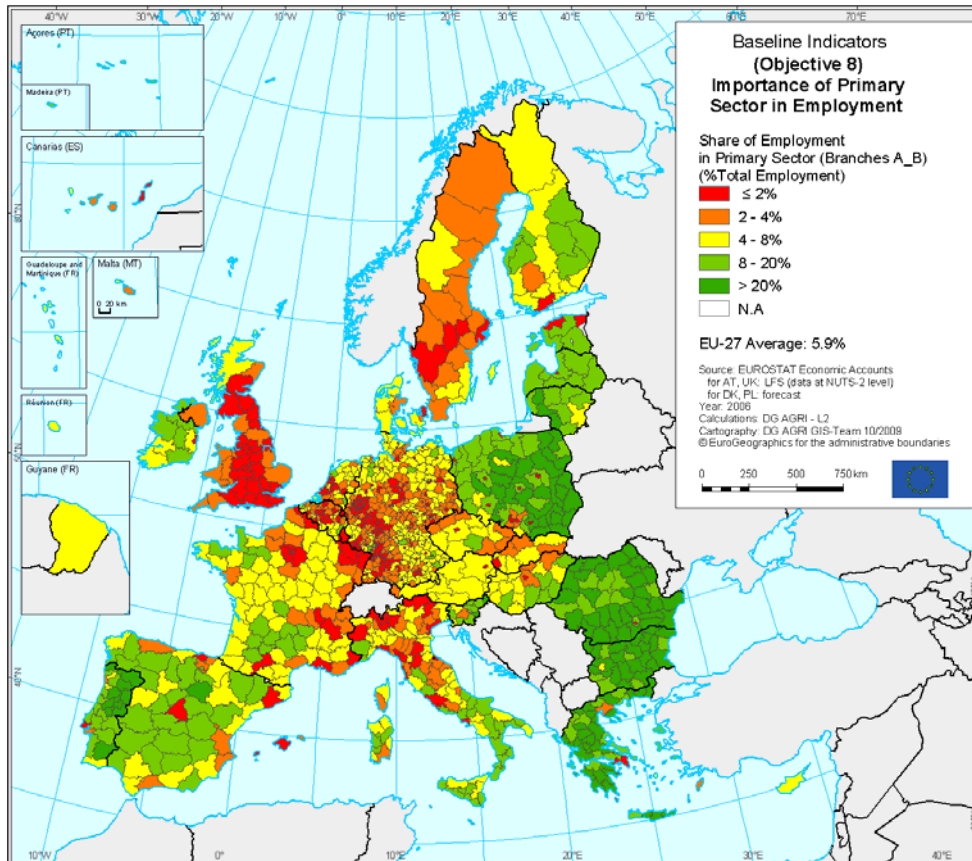 40°W
30°W
20°W
10°W
0°E
10°E
20°E
30°E
40°E
50°E
60°E
70°E
Açores (PT)
Madeira (PT)
Canarias (ES)
Guadeloupe and
Martinique (FR)
Malta (MT)
0 20 km
Réunion (FR)
Guyane (FR)
Baseline Indicators
(Objective 8)
Importance of Primary
Sector in Employment
Share of Employment
in Primary Sector (Branches A_B)
(%Total Employment)
≤ 2%
2 - 4%
4 - 8%
8 - 20%
> 20%
N.A
EU-27 Average: 5.9%
Source: EUROSTAT Economic Accounts
for AT, UK: LFS (data at NUTS-2 level)
for DK, PL: forecast
Year: 2006
Calculations: DG AGRI - L2
Cartography: DG AGRI GIS-Team 10/2009
©EuroGeographics for the administrative boundaries
0 250 500 750 km
60°N
50°N
40°N
10°W
0°
10°E
20°E
30°E
40°E